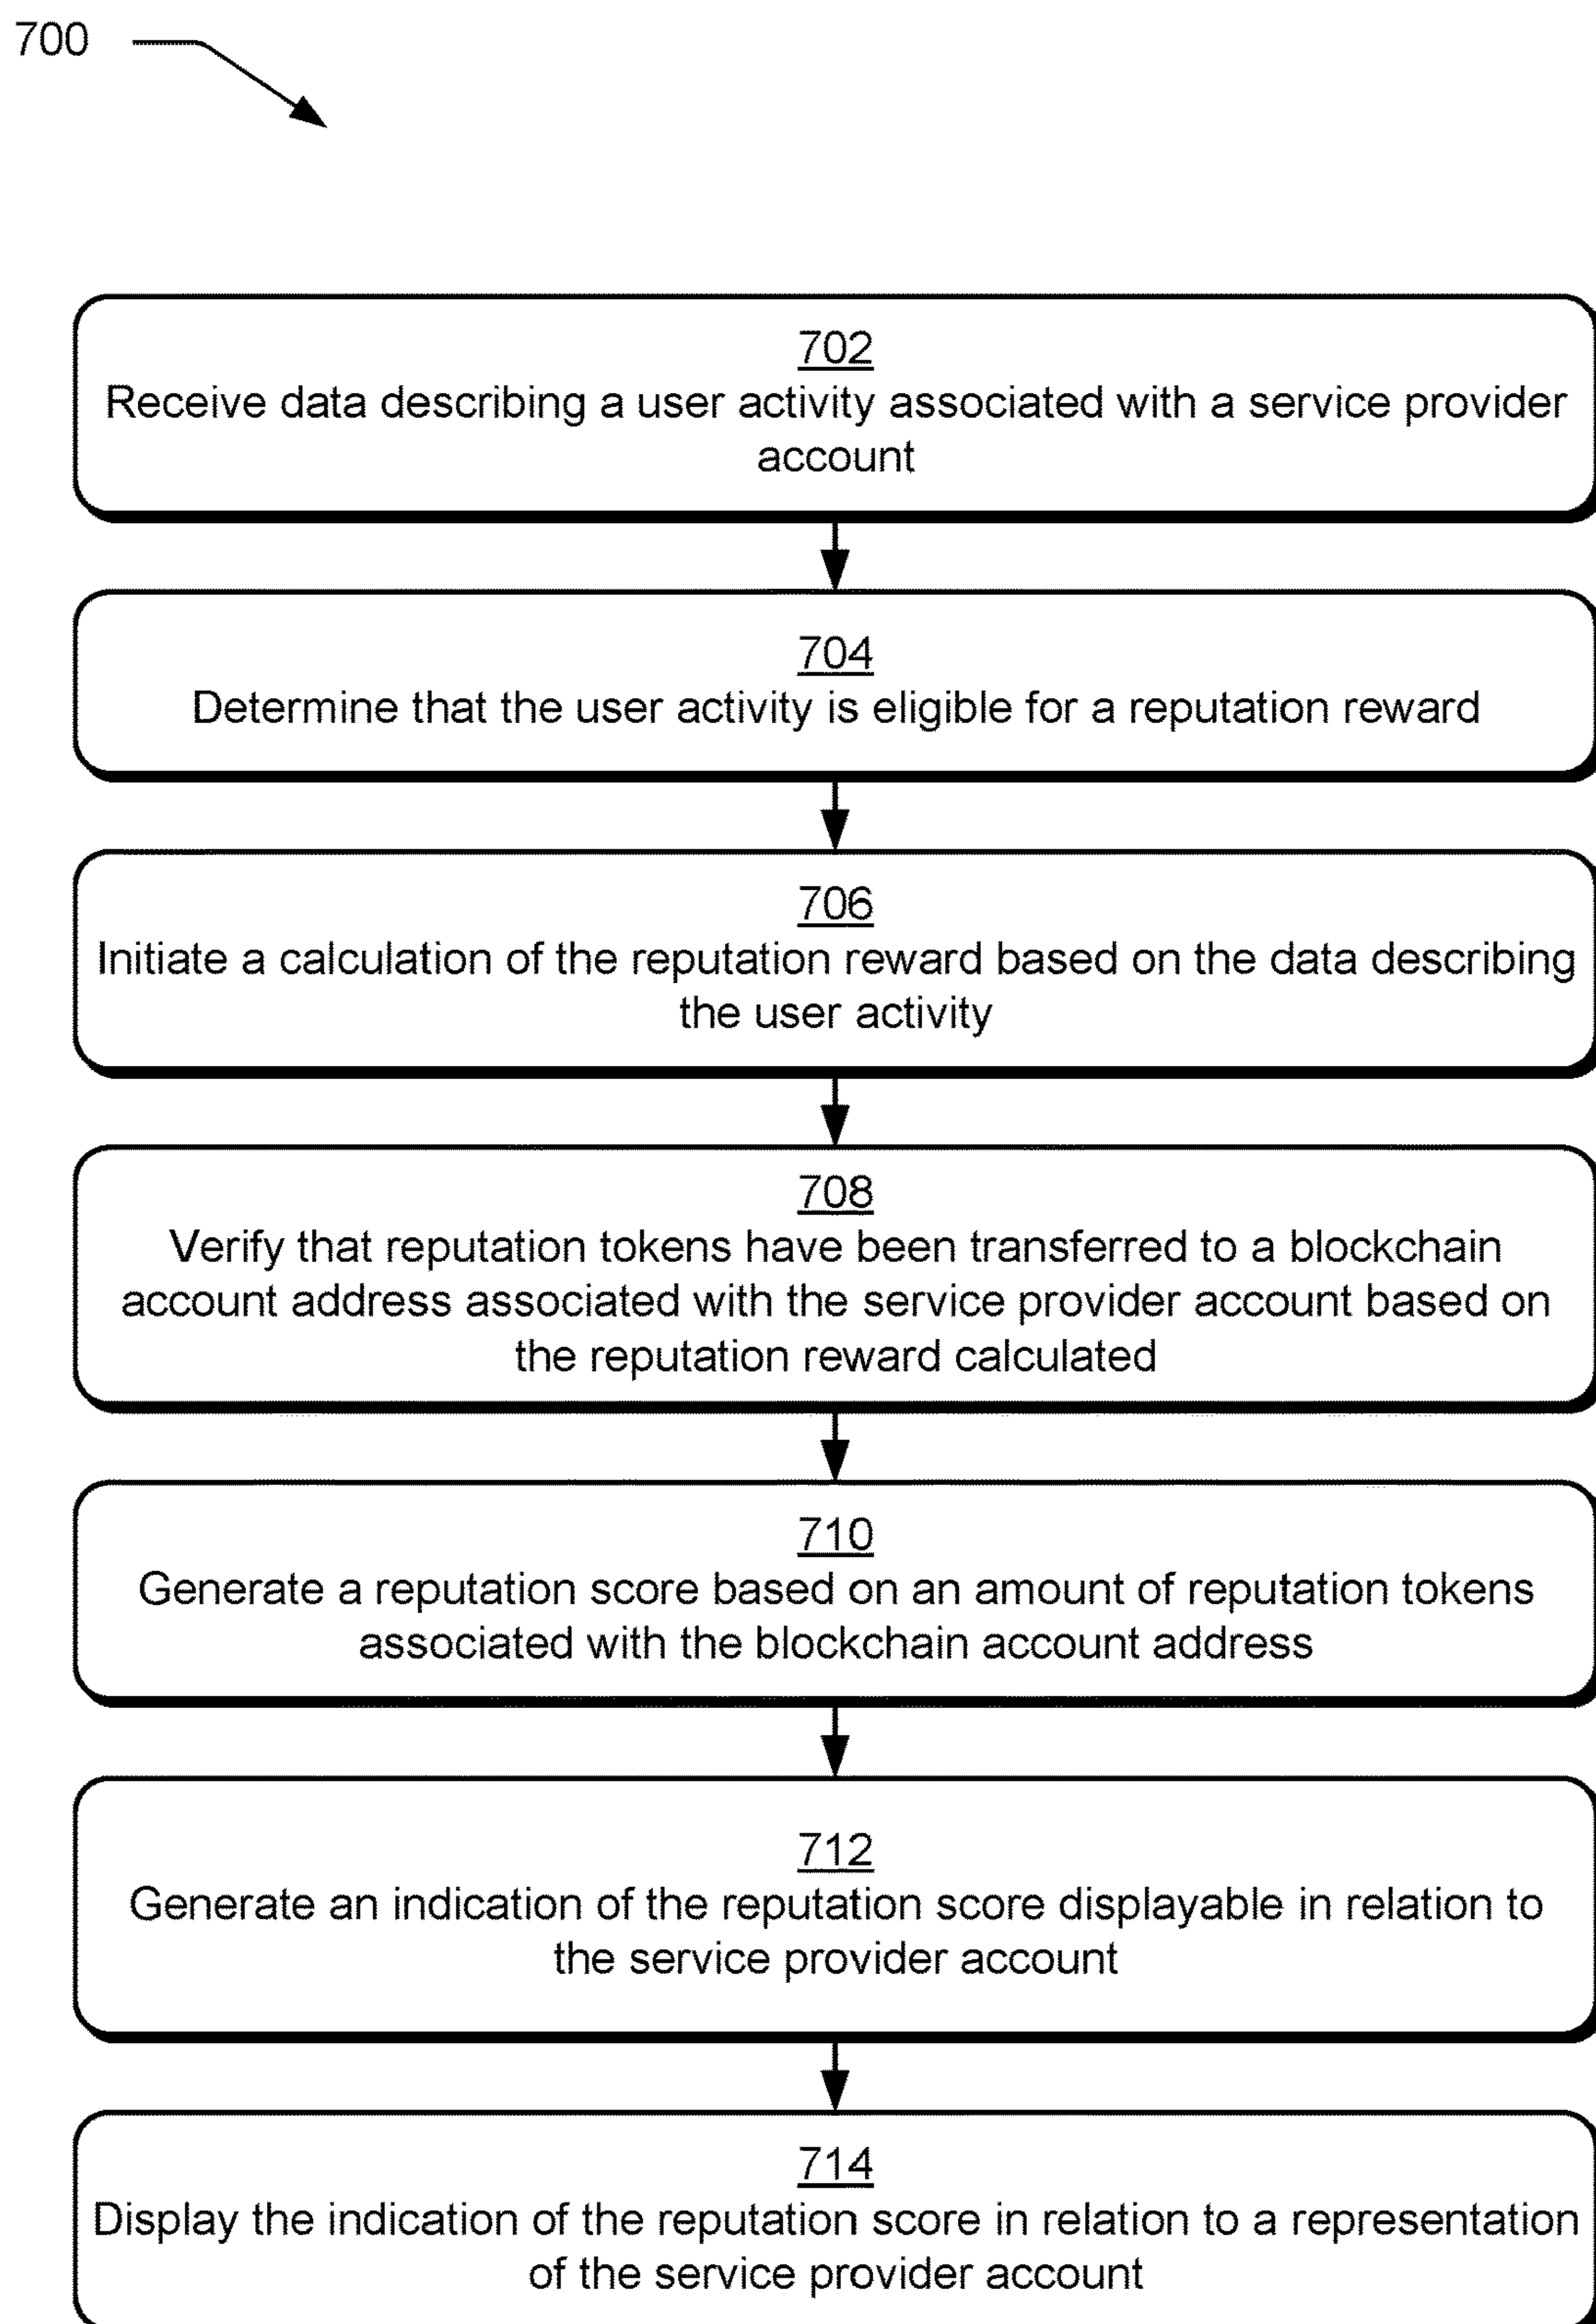 700
702
Receive data describing a user activity associated with a service provider
account
704
Determine that the user activity is eligible for a reputation reward
706
Initiate a calculation of the reputation reward based on the data describing
the user activity
708
Verify that reputation tokens have been transferred to a blockchain
account address associated with the service provider account based on
the reputation reward calculated
710
Generate a reputation score based on an amount of reputation tokens
associated with the blockchain account address
712
Generate an indication of the reputation score displayable in relation to
the service provider account
714
Display the indication of the reputation score in relation to a representation
of the service provider account